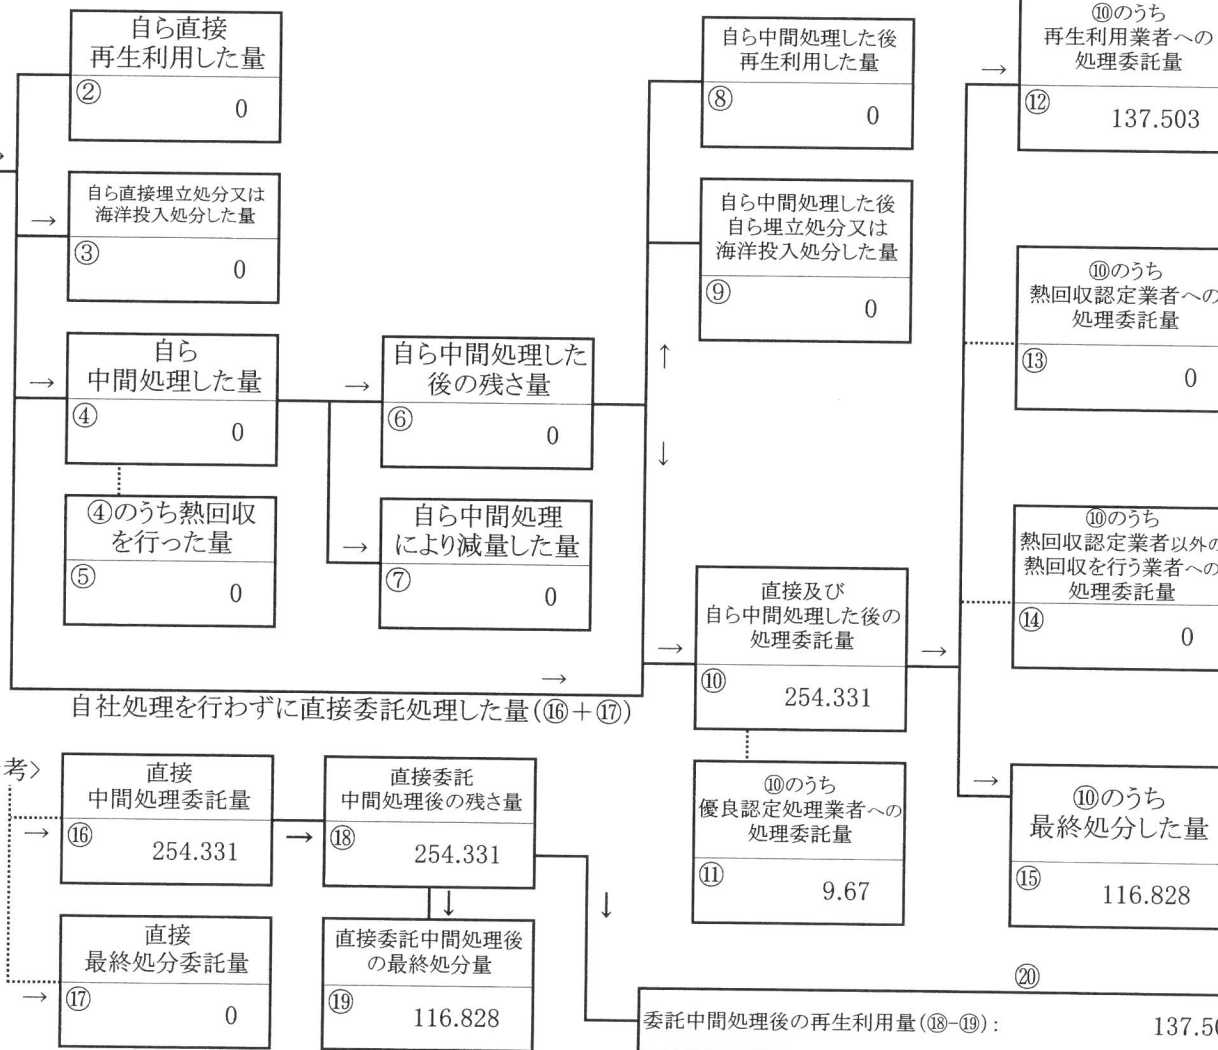 自ら直接
再生利用した量
②
0
自ら直接埋立処分又は
海洋投入処分した量
③
0
自ら
中間処理した量
④
0
④のうち熱回収
を行った量
⑤
0
自ら中間処理した
後の残さ量
⑥
0
自ら中間処理
により減量した量
⑦
0
自ら中間処理した後
再生利用した量
⑧
0
自ら中間処理した後
自ら埋立処分又は
海洋投入処分した量
⑨
0
直接及び
自ら中間処理した後の
処理委託量
⑩
254.331
⑩のうち
優良認定処理業者への
処理委託量
⑪
9.67
⑩のうち
再生利用業者への
処理委託量
⑫
137.503
⑩のうち
熱回収認定業者への
処理委託量
⑬
0
⑩のうち
熱回収認定業者以外の
熱回収を行う業者への
処理委託量
⑭
0
⑩のうち
最終処分した量
⑮
116.828
自社処理を行わずに直接委託処理した量(⑯+⑰)
考>
直接
中間処理委託量
⑯
254.331
直接
最終処分委託量
⑰
0
直接委託
中間処理後の残さ量
⑱
254.331
直接委託中間処理後
の最終処分量
⑲
116.828
⑳
委託中間処理後の再生利用量(⑱-⑲):
137.50